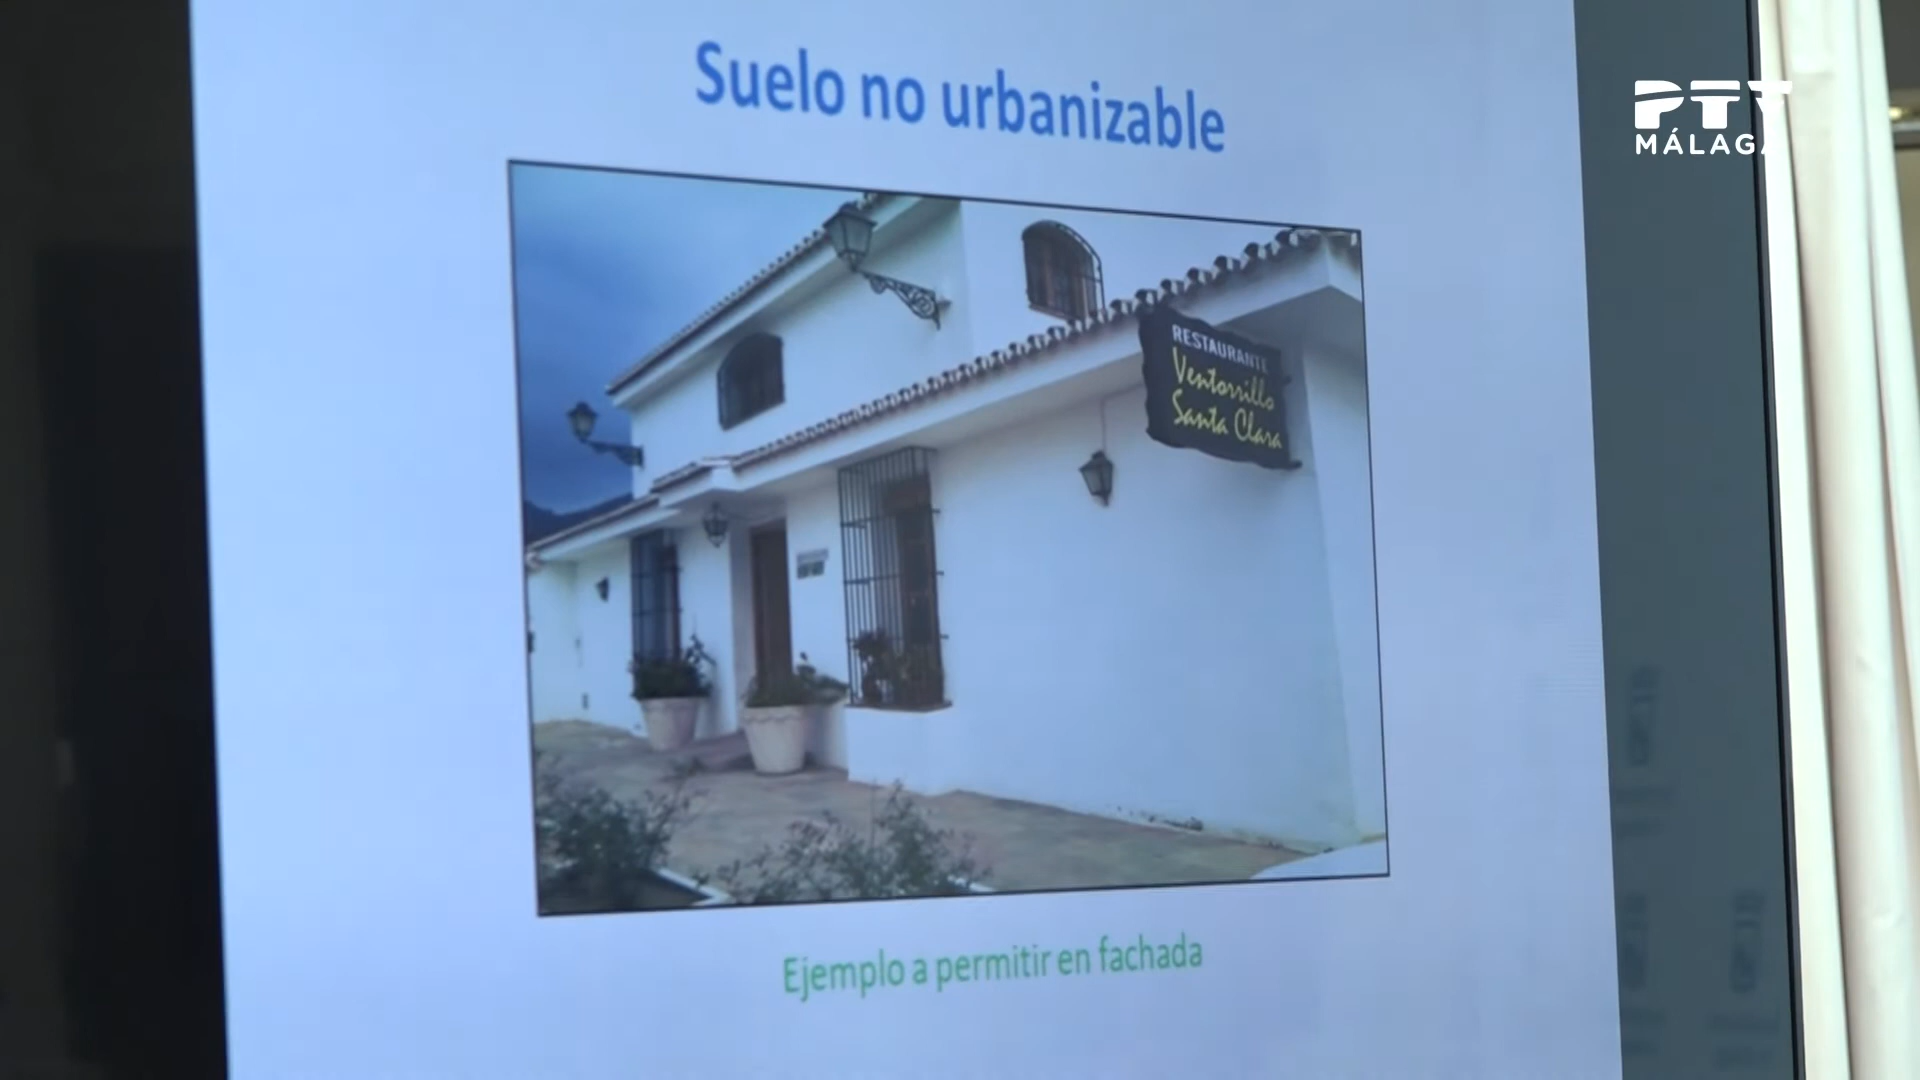 Suelo no urbanizable
PTV
MÁLAGA
RESTAURANTE
Ventorrillo
Santa Clara
Ejemplo a permitir en fachada